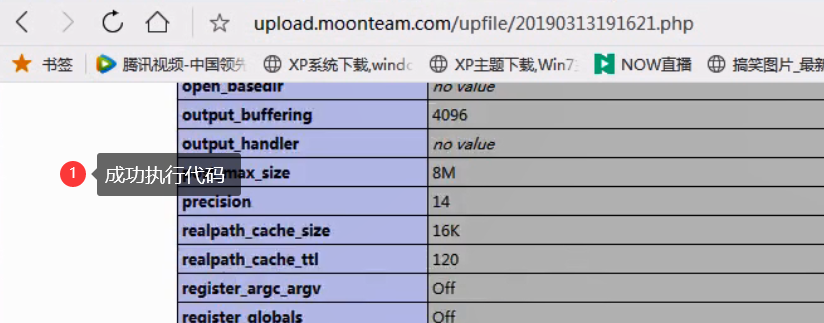 upload.moonteam.com/upfile/20190313191621.php
书签 腾讯视频-中国领先 XP系统下载,windo XP主题下载,Win7 NOW直播 搞笑图片_最新
open_basedir no value
output_buffering 4096
output_handler no value
1 成功执行代码 max_size 8M
precision 14
realpath_cache_size 16K
realpath_cache_ttl 120
register_argc_argv Off
register_globals Off